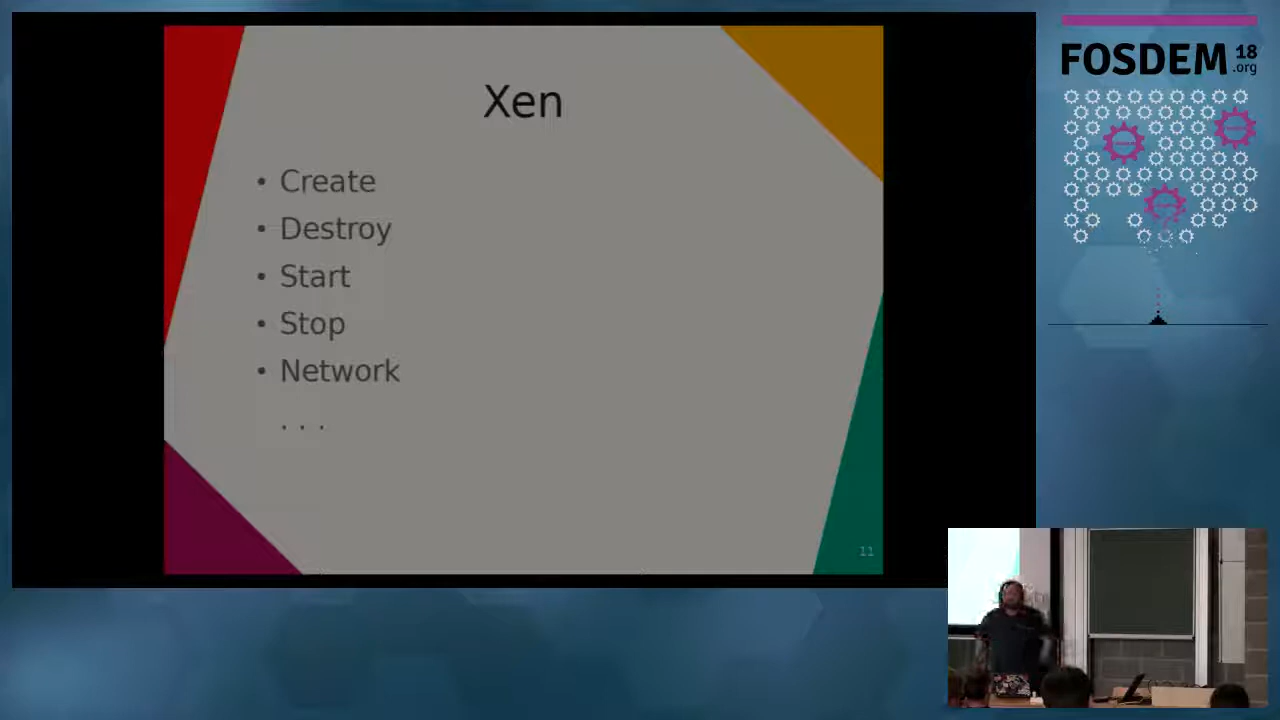 Xen
• Create
• Destroy
• Start
• Stop
• Network
. . .
11
FOSDEM 18
.org